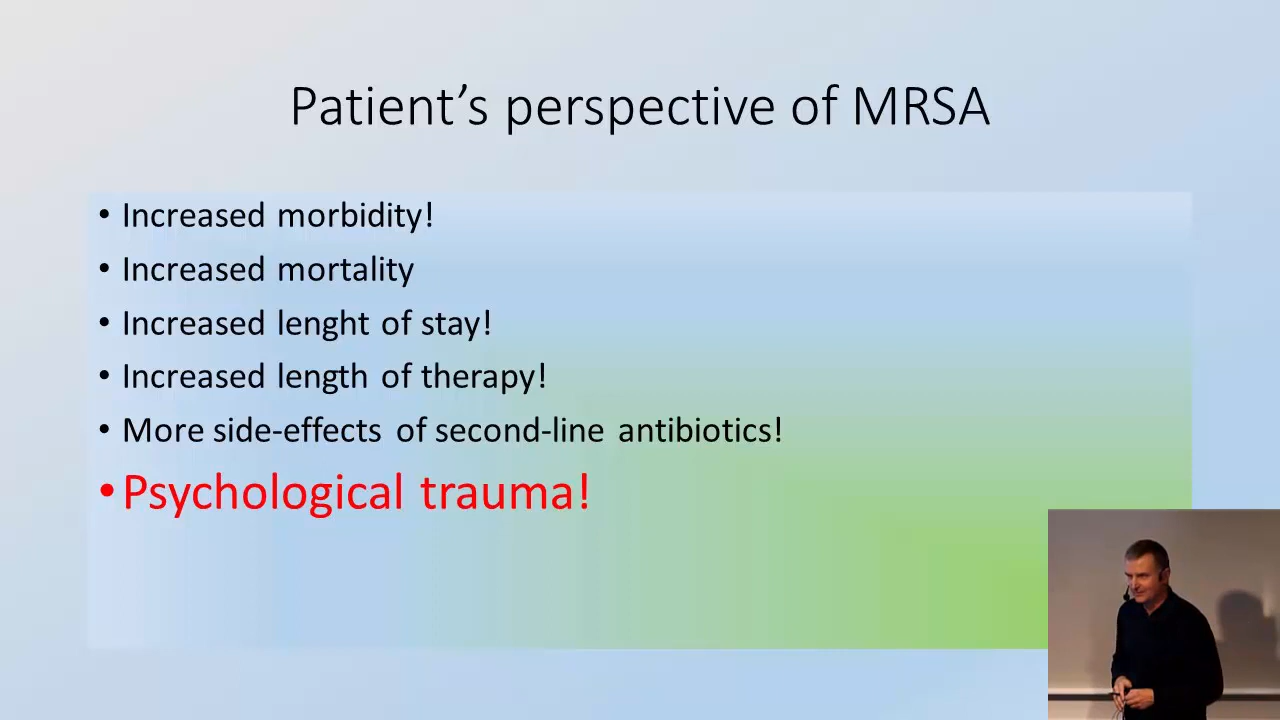 Patient’s perspective of MRSA
• Increased morbidity!
• Increased mortality
• Increased lenght of stay!
• Increased length of therapy!
• More side-effects of second-line antibiotics!
• Psychological trauma!